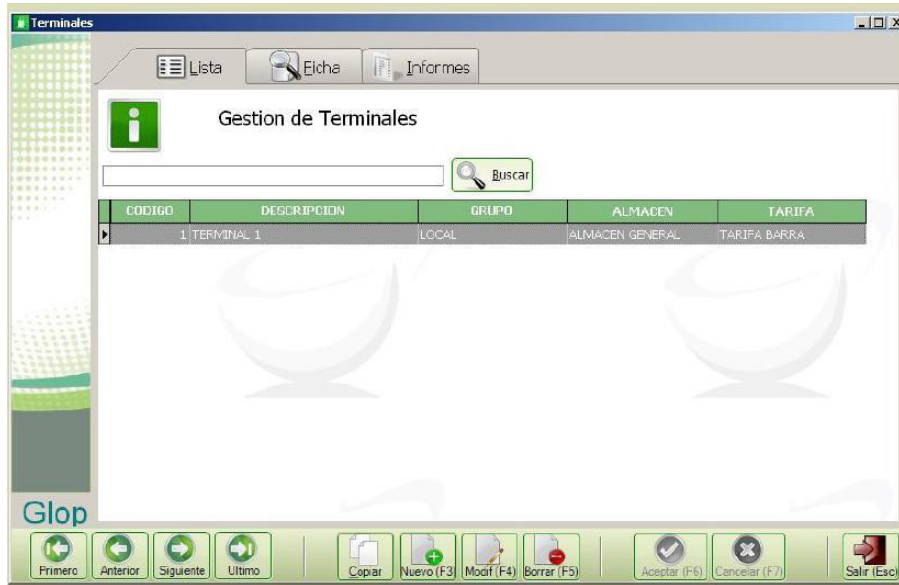 Terminales
Lista Ficha Informes
Gestion de Terminales
Buscar
CODIGO DESCRIPCION GRUPO ALMACEN TARIFA
1 TERMINAL 1 LOCAL ALMACEN GENERAL TARIFA BARRA
Glop
Primero Anterior Siguiente Ultimo Copiar Nuevo (F3) Modif (F4) Borrar (F5) Aceptar (F6) Cancelar (F7) Salir (Esc)